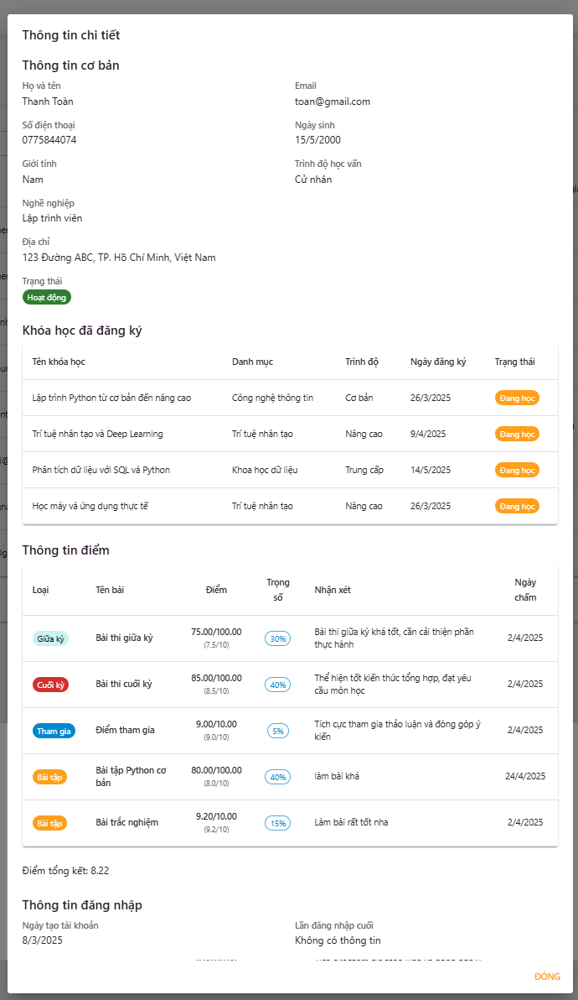 Thông tin chi tiết
Thông tin cơ bản
Họ và tên
Email
Thanh Toàn
toan@gmail.com
Số điện thoại
Ngày sinh
0775844074
15/5/2000
Giới tính
Trình độ học vấn
Nam
Cử nhân
Nghề nghiệp
Lập trình viên
Địa chỉ
123 Đường ABC, TP. Hồ Chí Minh, Việt Nam
Trạng thái
Hoạt động
Khóa học đã đăng ký
Tên khóa học Danh mục Trình độ Ngày đăng ký Trạng thái
Lập trình Python từ cơ bản đến nâng cao Công nghệ thông tin Cơ bản 26/3/2025 Đang học
Trí tuệ nhân tạo và Deep Learning Trí tuệ nhân tạo Nâng cao 9/4/2025 Đang học
Phân tích dữ liệu với SQL và Python Khoa học dữ liệu Trung cấp 14/5/2025 Đang học
Học máy và ứng dụng thực tế Trí tuệ nhân tạo Nâng cao 26/3/2025 Đang học
Thông tin điểm
Loại Tên bài Điểm Trọng số Nhận xét Ngày chấm
Giữa kỳ Bài thi giữa kỳ 75.00/100.00 (7.5/10) 30% Bài thi giữa kỳ khá tốt, cần cải thiện phần thực hành 2/4/2025
Cuối kỳ Bài thi cuối kỳ 85.00/100.00 (8.5/10) 40% Thể hiện tốt kiến thức tổng hợp, đạt yêu cầu môn học 2/4/2025
Tham gia Điểm tham gia 9.00/10.00 (9.0/10) 5% Tích cực tham gia thảo luận và đóng góp ý kiến 2/4/2025
Bài tập Bài tập Python cơ bản 80.00/100.00 (8.0/10) 40% làm bài khá 24/4/2025
Bài tập Bài trắc nghiệm 9.20/10.00 (9.2/10) 15% Làm bài rất tốt nha 2/4/2025
Điểm tổng kết: 8.22
Thông tin đăng nhập
Ngày tạo tài khoản
Lần đăng nhập cuối
8/3/2025
Không có thông tin
ĐÓNG